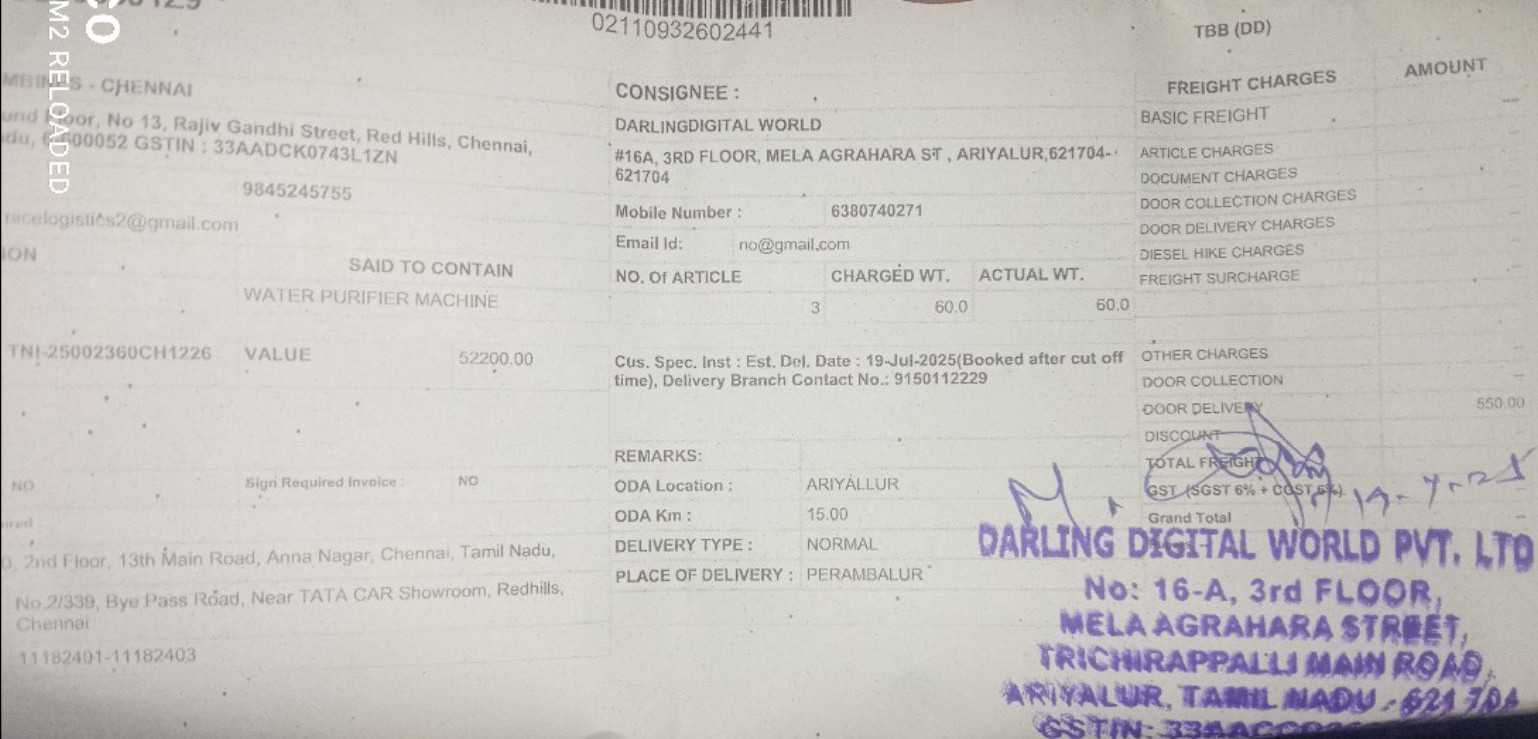 02110932602441
TBB (DD)
M2 RELOADED
- CHENNAI
CONSIGNEE :
FREIGHT CHARGES
AMOUNT
DARLINGDIGITAL WORLD
BASIC FREIGHT
No 13, Rajiv Gandhi Street, Red Hills, Chennai,
600052 GSTIN : 33AADCK0743L1ZN
#16A, 3RD FLOOR, MELA AGRAHARA ST , ARIYALUR,621704-
621704
ARTICLE CHARGES
DOCUMENT CHARGES
9845245755
Mobile Number : 6380740271
DOOR COLLECTION CHARGES
nicelogistics2@gmail.com
Email Id: no@gmail.com
DOOR DELIVERY CHARGES
DIESEL HIKE CHARGES
ION
SAID TO CONTAIN
NO. Of ARTICLE CHARGED WT. ACTUAL WT.
FREIGHT SURCHARGE
WATER PURIFIER MACHINE
3 60.0 60.0
TNI-25002360CH1226 VALUE 52200.00
Cus. Spec. Inst : Est. Del. Date : 19-Jul-2025(Booked after cut off
time), Delivery Branch Contact No.: 9150112229
OTHER CHARGES
DOOR COLLECTION
DOOR DELIVERY 550.00
DISCOUNT
REMARKS:
TOTAL FREIGHT
NO Sign Required Invoice : NO
ODA Location : ARIYALLUR
GST (SGST 6% + CGST 6%)
19-7-25
ODA Km : 15.00
Grand Total
DELIVERY TYPE : NORMAL
PLACE OF DELIVERY : PERAMBALUR
2nd Floor, 13th Main Road, Anna Nagar, Chennai, Tamil Nadu,
No.2/339, Bye Pass Road, Near TATA CAR Showroom, Redhills,
Chennai
11182401-11182403
DARLING DIGITAL WORLD PVT. LTD
No: 16-A, 3rd FLOOR,
MELA AGRAHARA STREET,
TRICHIRAPPALLI MAIN ROAD,
ARIYALUR, TAMIL NADU - 621 704
GSTIN: